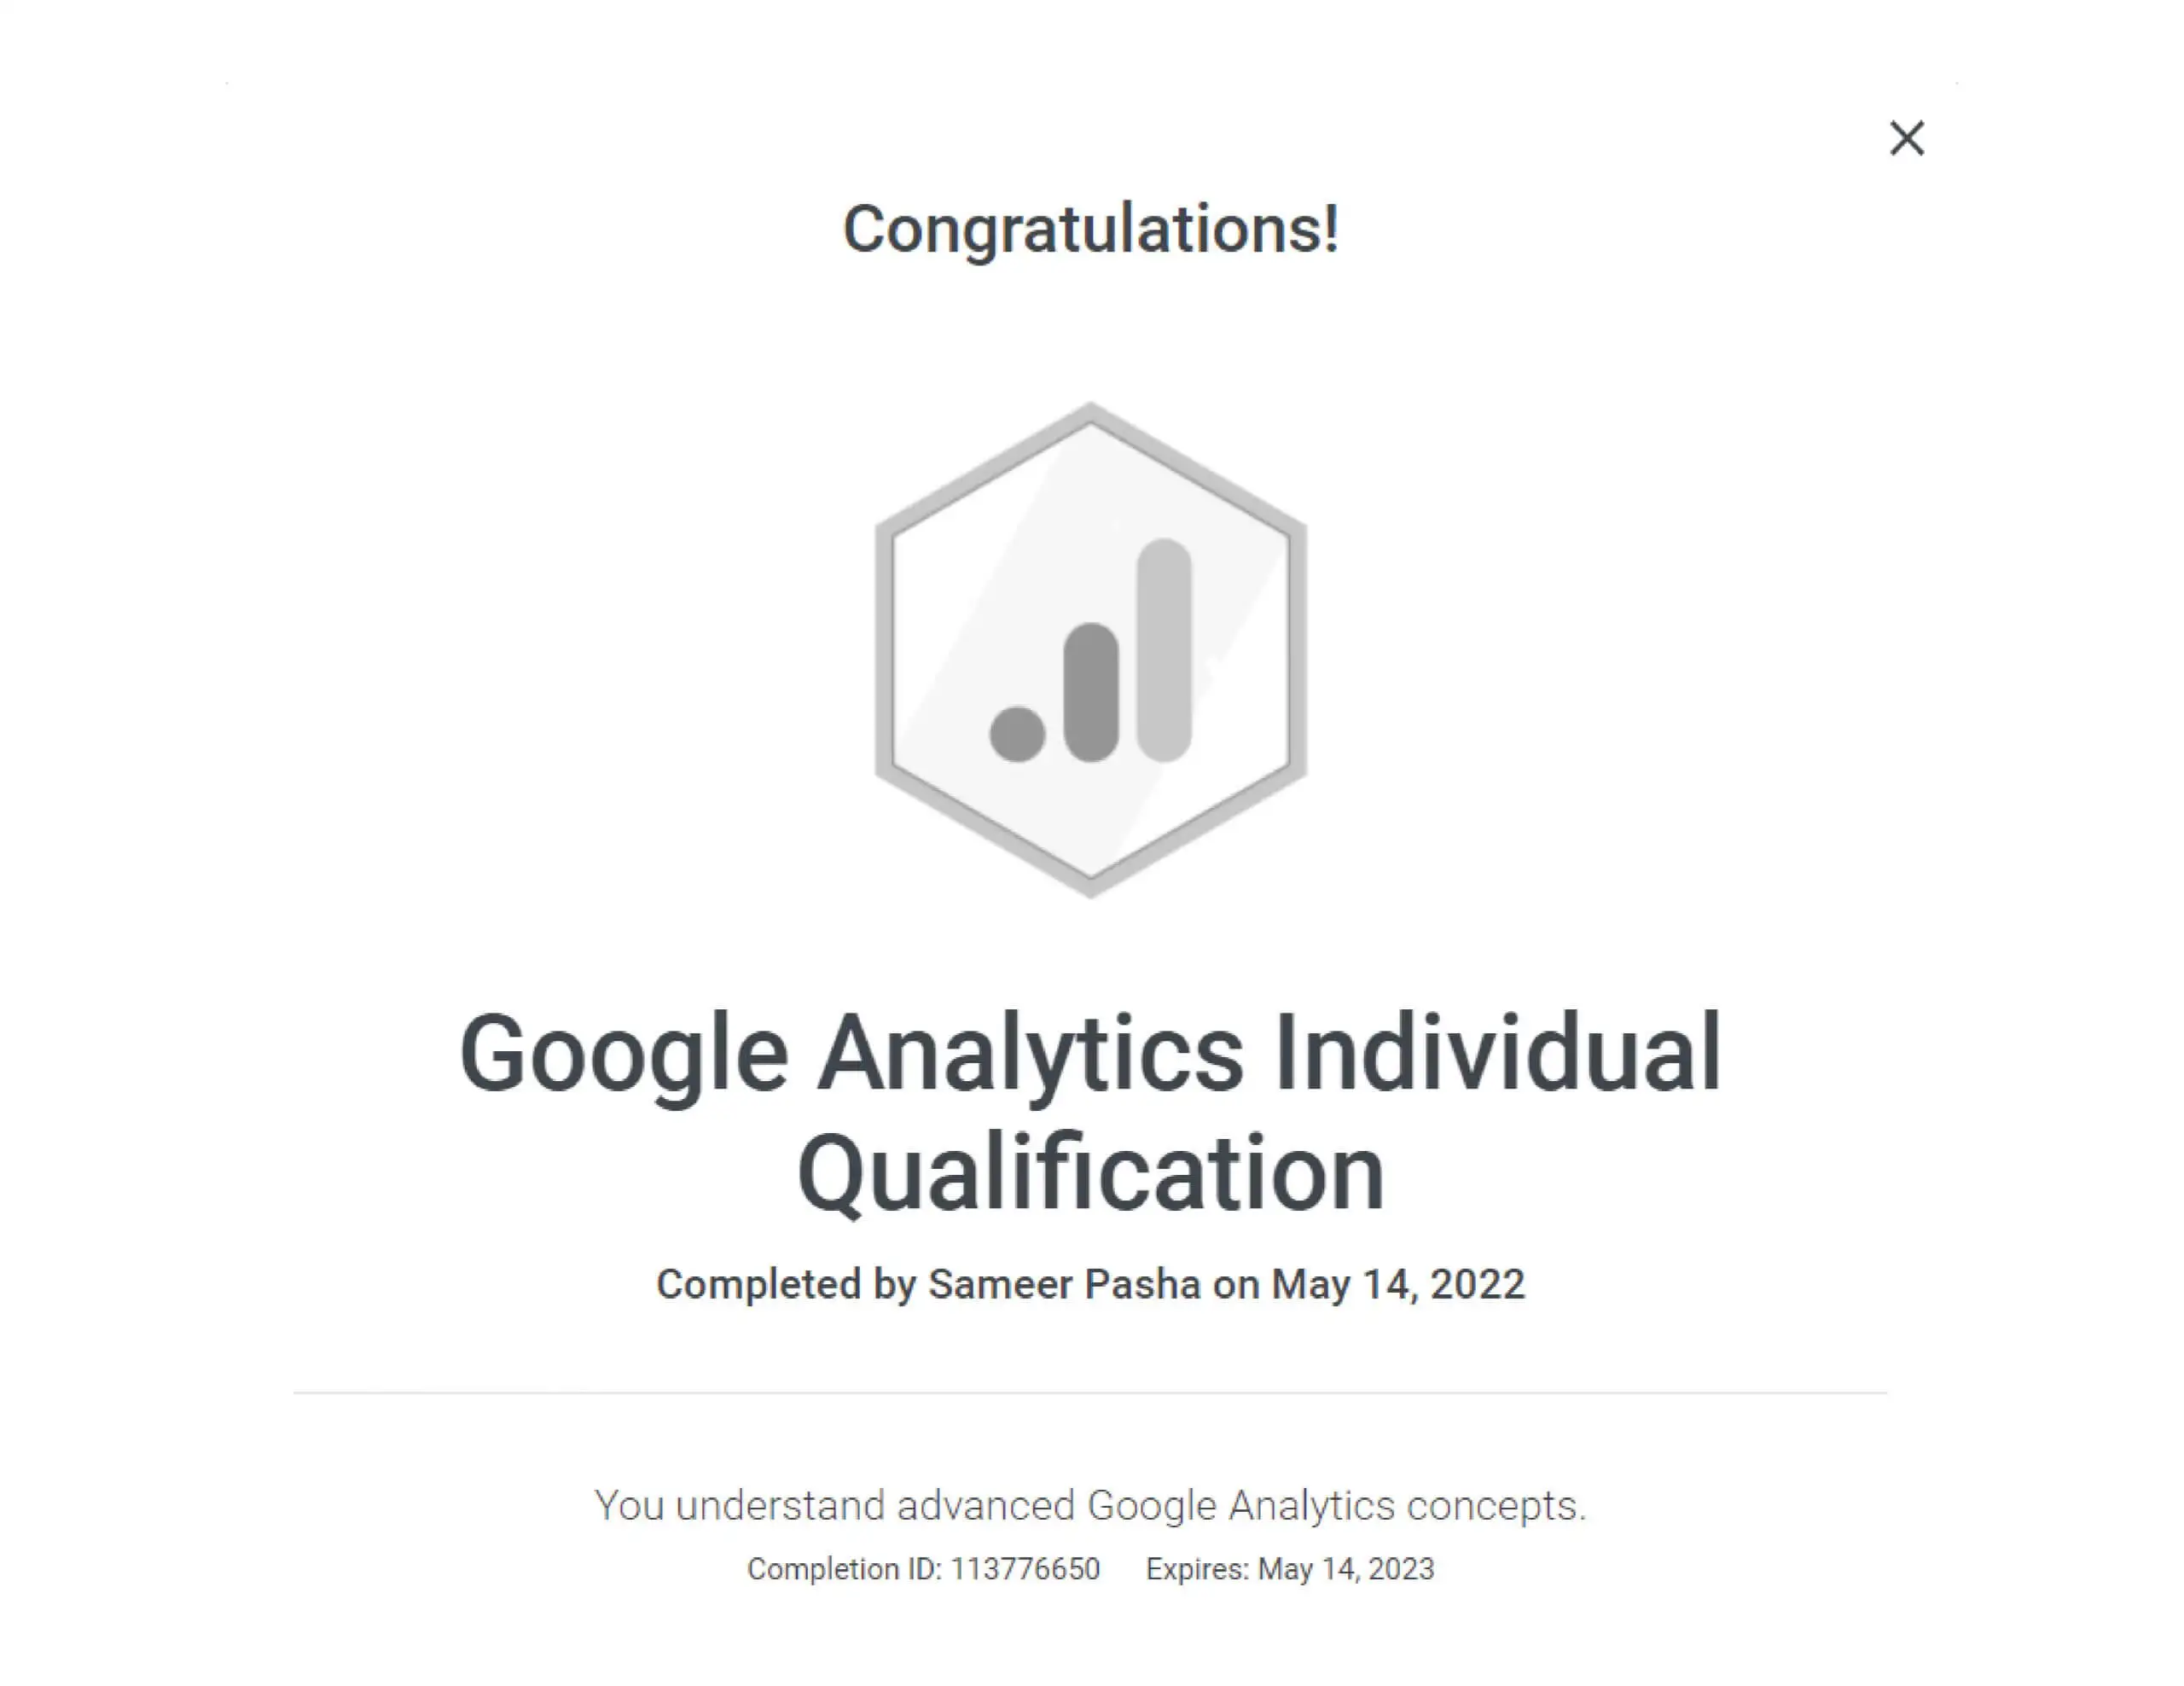 Congratulations!
Google Analytics Individual
Qualification
Completed by Sameer Pasha on May 14, 2022
You understand advanced Google Analytics concepts.
Completion ID: 113776650 Expires: May 14, 2023